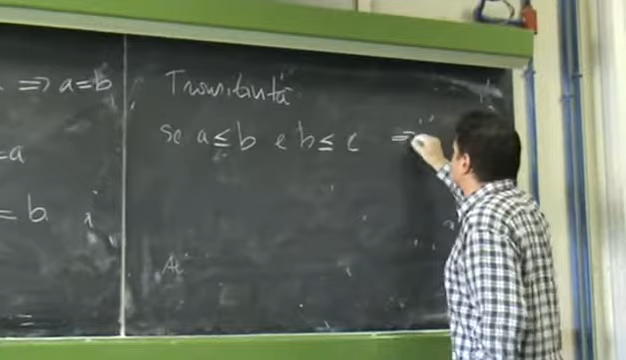 => a=b
=a
= b
Transitività
se a ≤ b e b ≤ c =>